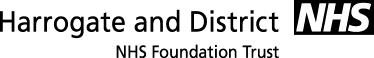 Harrogate and District NHS
NHS Foundation Trust